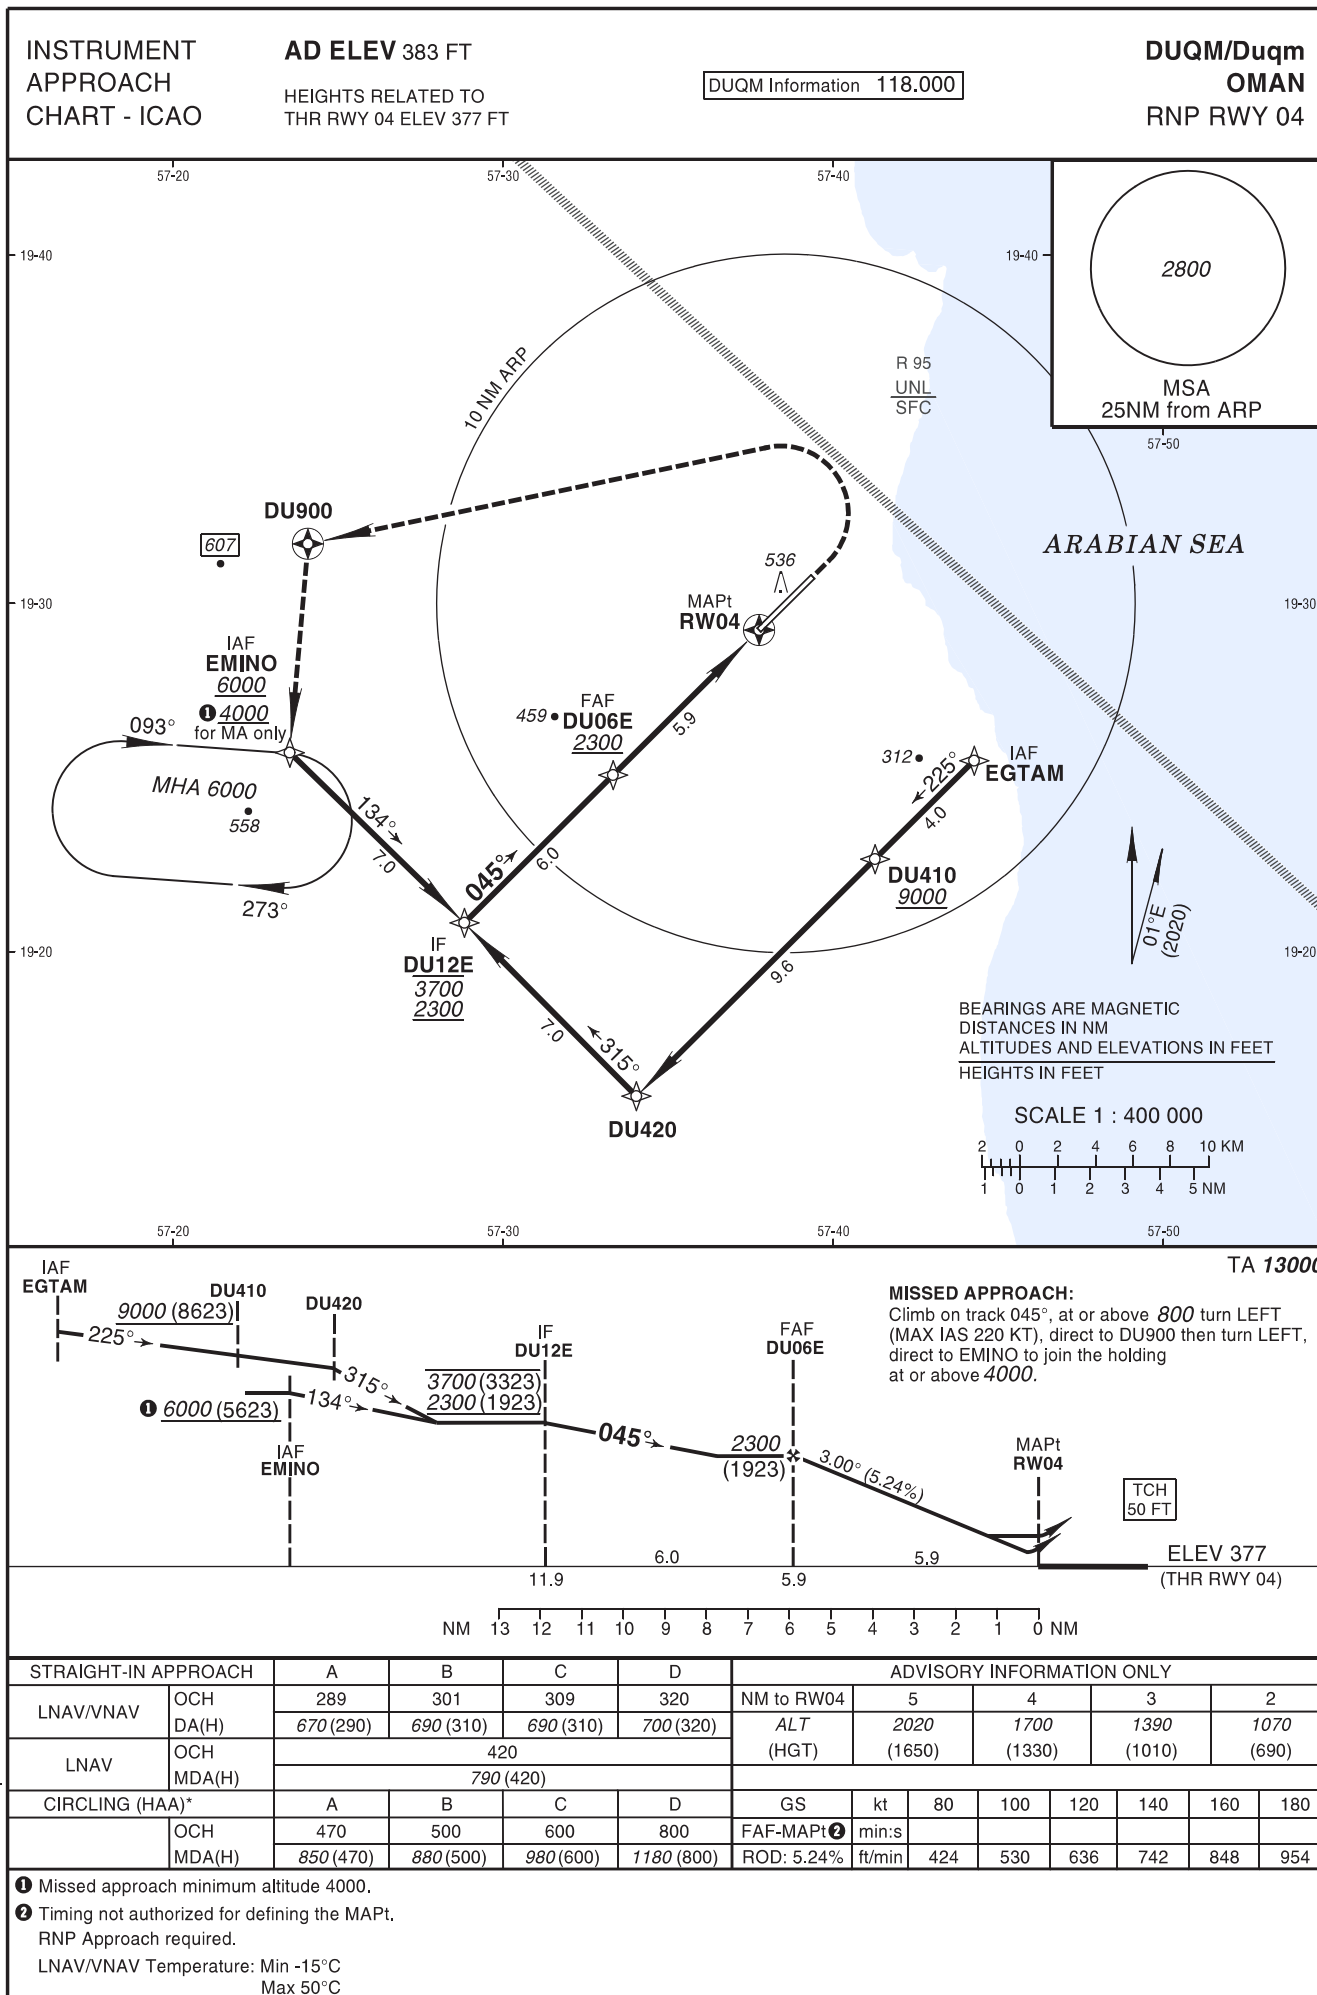 INSTRUMENT
APPROACH
CHART - ICAO
AD ELEV 383 FT
HEIGHTS RELATED TO
THR RWY 04 ELEV 377 FT
DUQM Information 118.000
DUQM/Duqm
OMAN
RNP RWY 04
57-20
57-30
57-40
19-40
19-40
2800
MSA
25NM from ARP
57-50
10 NM ARP
R 95
UNL
SFC
ARABIAN SEA
DU900
607
536
MAPt
RW04
19-30
19-30
IAF
EMINO
6000
❶ 4000
for MA only
093°
MHA 6000
558
273°
459
FAF
DU06E
2300
5.9
312
225°
IAF
EGTAM
4.0
134°
7.0
045°
6.0
DU410
9000
01°E
(2020)
19-20
19-20
IF
DU12E
3700
2300
9.6
7.0
315°
DU420
BEARINGS ARE MAGNETIC
DISTANCES IN NM
ALTITUDES AND ELEVATIONS IN FEET
HEIGHTS IN FEET
SCALE 1 : 400 000
2 0 2 4 6 8 10 KM
1 0 1 2 3 4 5 NM
57-20
57-30
57-40
57-50
TA 13000
IAF
EGTAM
DU410
9000 (8623)
DU420
225°
315°
❶ 6000 (5623)
134°
IAF
EMINO
IF
DU12E
3700 (3323)
2300 (1923)
045°
FAF
DU06E
2300
(1923)
3.00° (5.24%)
MISSED APPROACH:
Climb on track 045°, at or above 800 turn LEFT
(MAX IAS 220 KT), direct to DU900 then turn LEFT,
direct to EMINO to join the holding
at or above 4000.
MAPt
RW04
TCH
50 FT
6.0
5.9
ELEV 377
(THR RWY 04)
11.9
5.9
NM 13 12 11 10 9 8 7 6 5 4 3 2 1 0 NM
STRAIGHT-IN APPROACH A B C D
LNAV/VNAV
OCH 289 301 309 320
DA(H) 670 (290) 690 (310) 690 (310) 700 (320)
LNAV
OCH 420
MDA(H) 790 (420)
CIRCLING (HAA)* A B C D
OCH 470 500 600 800
MDA(H) 850 (470) 880 (500) 980 (600) 1180 (800)
ADVISORY INFORMATION ONLY
NM to RW04 5 4 3 2
ALT 2020 1700 1390 1070
(HGT) (1650) (1330) (1010) (690)
GS kt 80 100 120 140 160 180
FAF-MAPt ❷ min:s
ROD: 5.24% ft/min 424 530 636 742 848 954
❶ Missed approach minimum altitude 4000.
❷ Timing not authorized for defining the MAPt.
RNP Approach required.
LNAV/VNAV Temperature: Min -15°C
Max 50°C